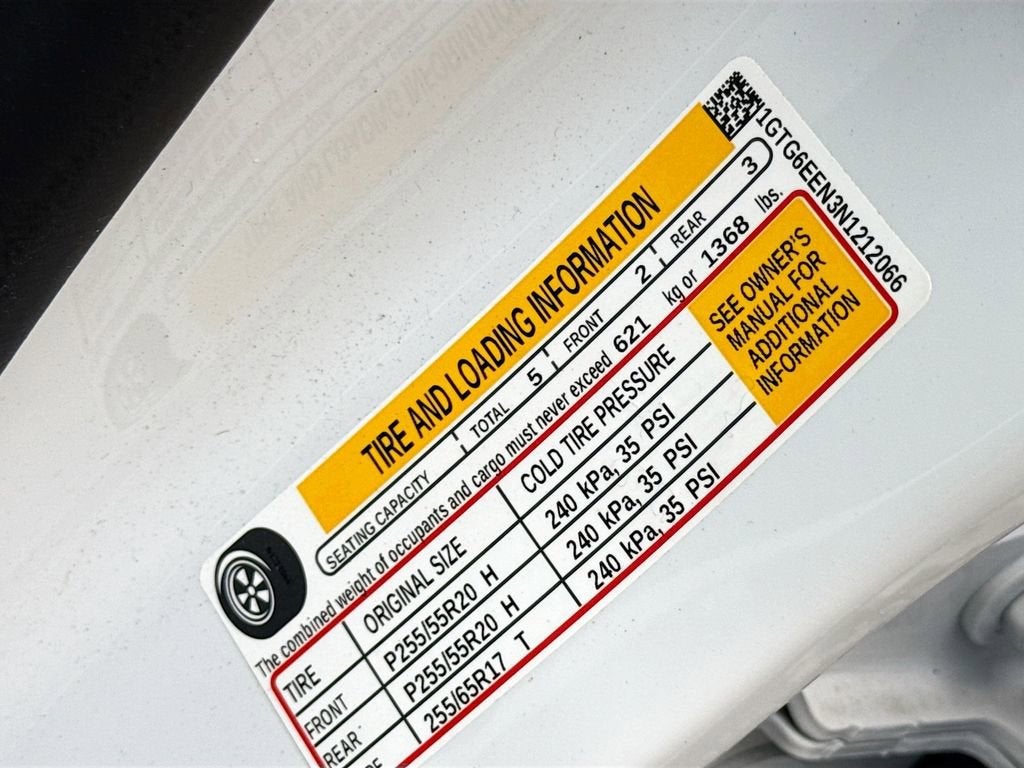 1GTG6EEN3N1212066
TIRE AND LOADING INFORMATION
SEATING CAPACITY TOTAL 5 FRONT 2 REAR 3
The combined weight of occupants and cargo must never exceed 621 kg or 1368 lbs.
TIRE ORIGINAL SIZE COLD TIRE PRESSURE
FRONT P255/55R20 H 240 kPa, 35 PSI
REAR P255/55R20 H 240 kPa, 35 PSI
255/65R17 T 240 kPa, 35 PSI
SEE OWNER'S
MANUAL FOR
ADDITIONAL
INFORMATION